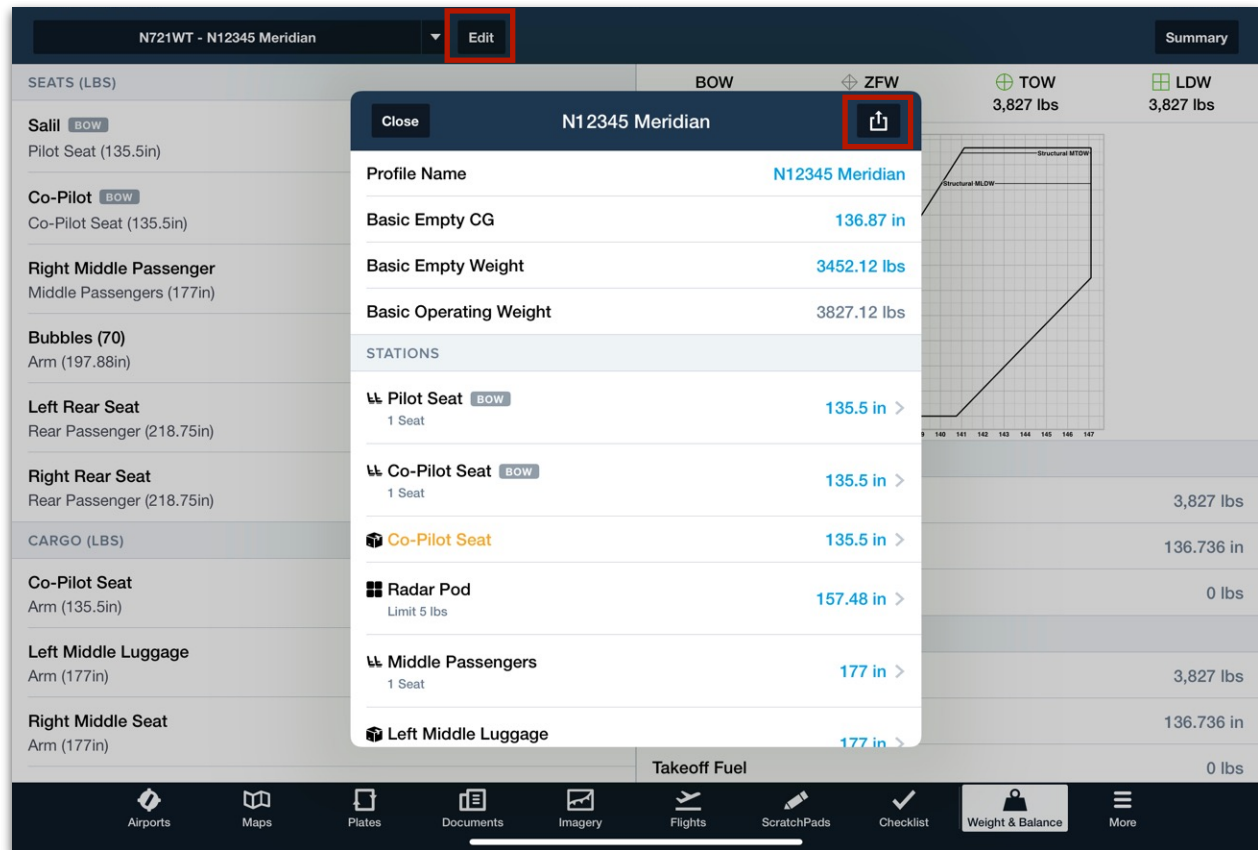 N721WT - N12345 Meridian
Edit
Summary
SEATS (LBS)
Salil BOW
Pilot Seat (135.5in)
Co-Pilot BOW
Co-Pilot Seat (135.5in)
Right Middle Passenger
Middle Passengers (177in)
Bubbles (70)
Arm (197.88in)
Left Rear Seat
Rear Passenger (218.75in)
Right Rear Seat
Rear Passenger (218.75in)
CARGO (LBS)
Co-Pilot Seat
Arm (135.5in)
Left Middle Luggage
Arm (177in)
Right Middle Seat
Arm (177in)
Close
N12345 Meridian
Profile Name N12345 Meridian
Basic Empty CG 136.87 in
Basic Empty Weight 3452.12 lbs
Basic Operating Weight 3827.12 lbs
STATIONS
Pilot Seat BOW 135.5 in
1 Seat
Co-Pilot Seat BOW 135.5 in
1 Seat
Co-Pilot Seat 135.5 in
Radar Pod 157.48 in
Limit 5 lbs
Middle Passengers 177 in
1 Seat
Left Middle Luggage 177 in
BOW ZFW TOW LDW
3,827 lbs 3,827 lbs
Structural MTOW
Structural MLDW
140 141 142 143 144 145 146 147
3,827 lbs
136.736 in
0 lbs
3,827 lbs
136.736 in
Takeoff Fuel 0 lbs
Airports Maps Plates Documents Imagery Flights ScratchPads Checklist Weight & Balance More